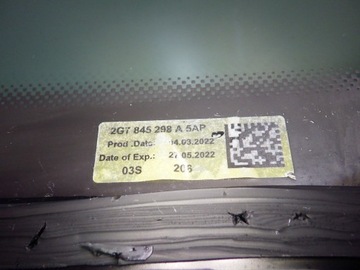 2G7 845 298 A 5AP
Prod .Date: 04.03.2022
Date of Exp.: 27.05.2022
03S 206